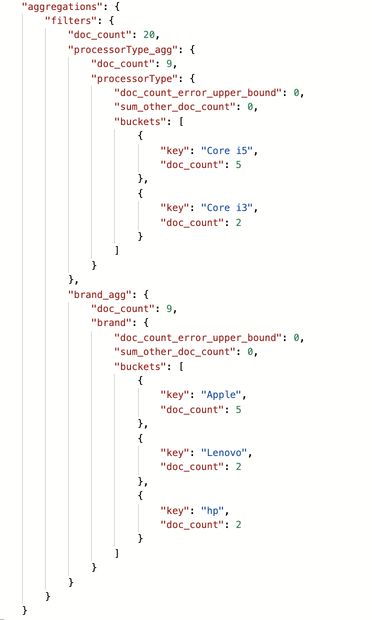 "aggregations": {
"filters": {
"doc_count": 20,
"processorType_agg": {
"doc_count": 9,
"processorType": {
"doc_count_error_upper_bound": 0,
"sum_other_doc_count": 0,
"buckets": [
{
"key": "Core i5",
"doc_count": 5
},
{
"key": "Core i3",
"doc_count": 2
}
]
}
},
"brand_agg": {
"doc_count": 9,
"brand": {
"doc_count_error_upper_bound": 0,
"sum_other_doc_count": 0,
"buckets": [
{
"key": "Apple",
"doc_count": 5
},
{
"key": "Lenovo",
"doc_count": 2
},
{
"key": "hp",
"doc_count": 2
}
]
}
}
}
}